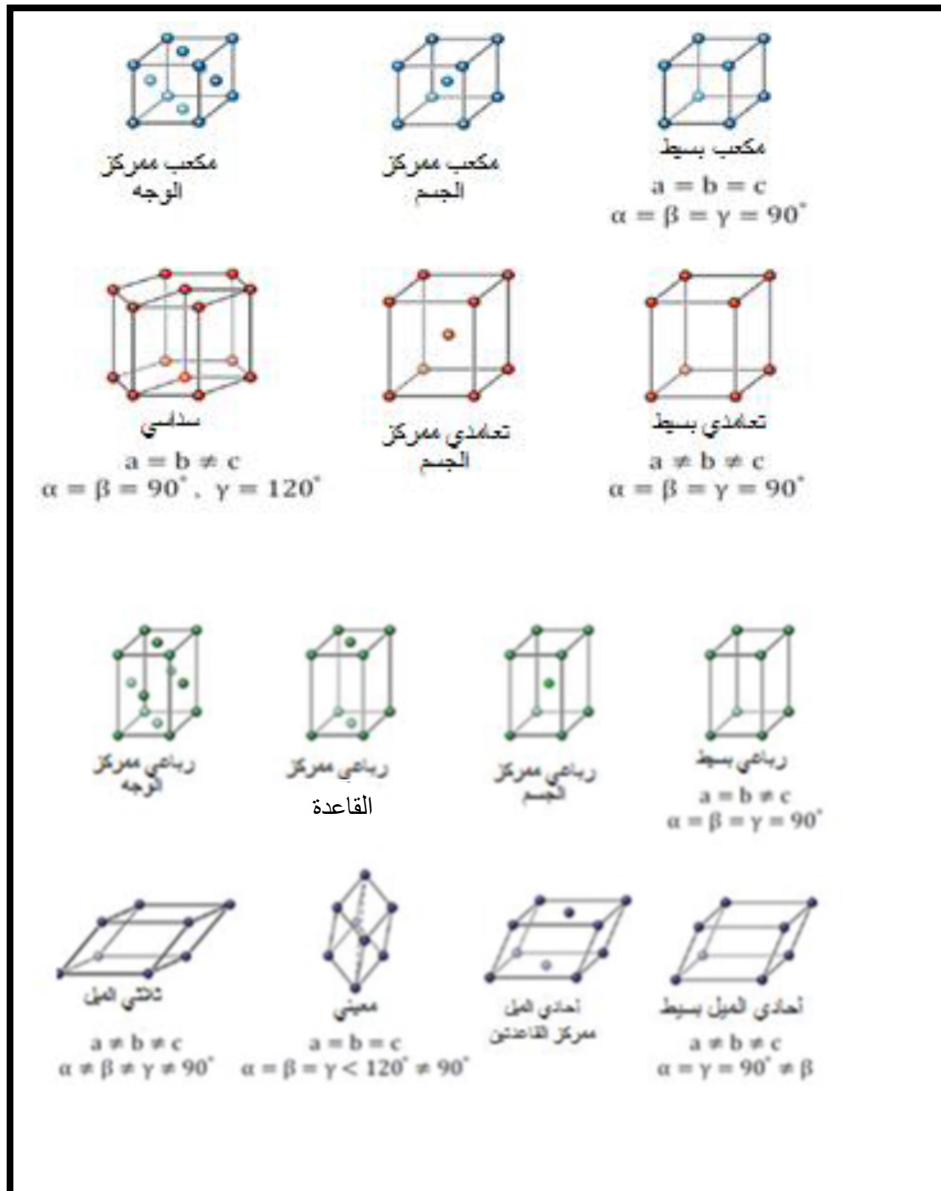 مكعب بسيط
a = b = c
α = β = γ = 90°
مكعب ممركز
الجسم
مكعب ممركز
الوجه
تعامدي بسيط
a ≠ b ≠ c
α = β = γ = 90°
تعامدي ممركز
الجسم
سداسي
a = b ≠ c
α = β = 90° , γ = 120°
رباعي بسيط
a = b ≠ c
α = β = γ = 90°
رباعي ممركز
الجسم
رباعي ممركز
القاعدة
رباعي ممركز
الوجه
أحادي الميل بسيط
a ≠ b ≠ c
α = γ = 90° ≠ β
أحادي الميل
ممركز القاعدتين
معيني
a = b = c
α = β = γ < 120° ≠ 90°
ثلاثي الميل
a ≠ b ≠ c
α ≠ β ≠ γ ≠ 90°